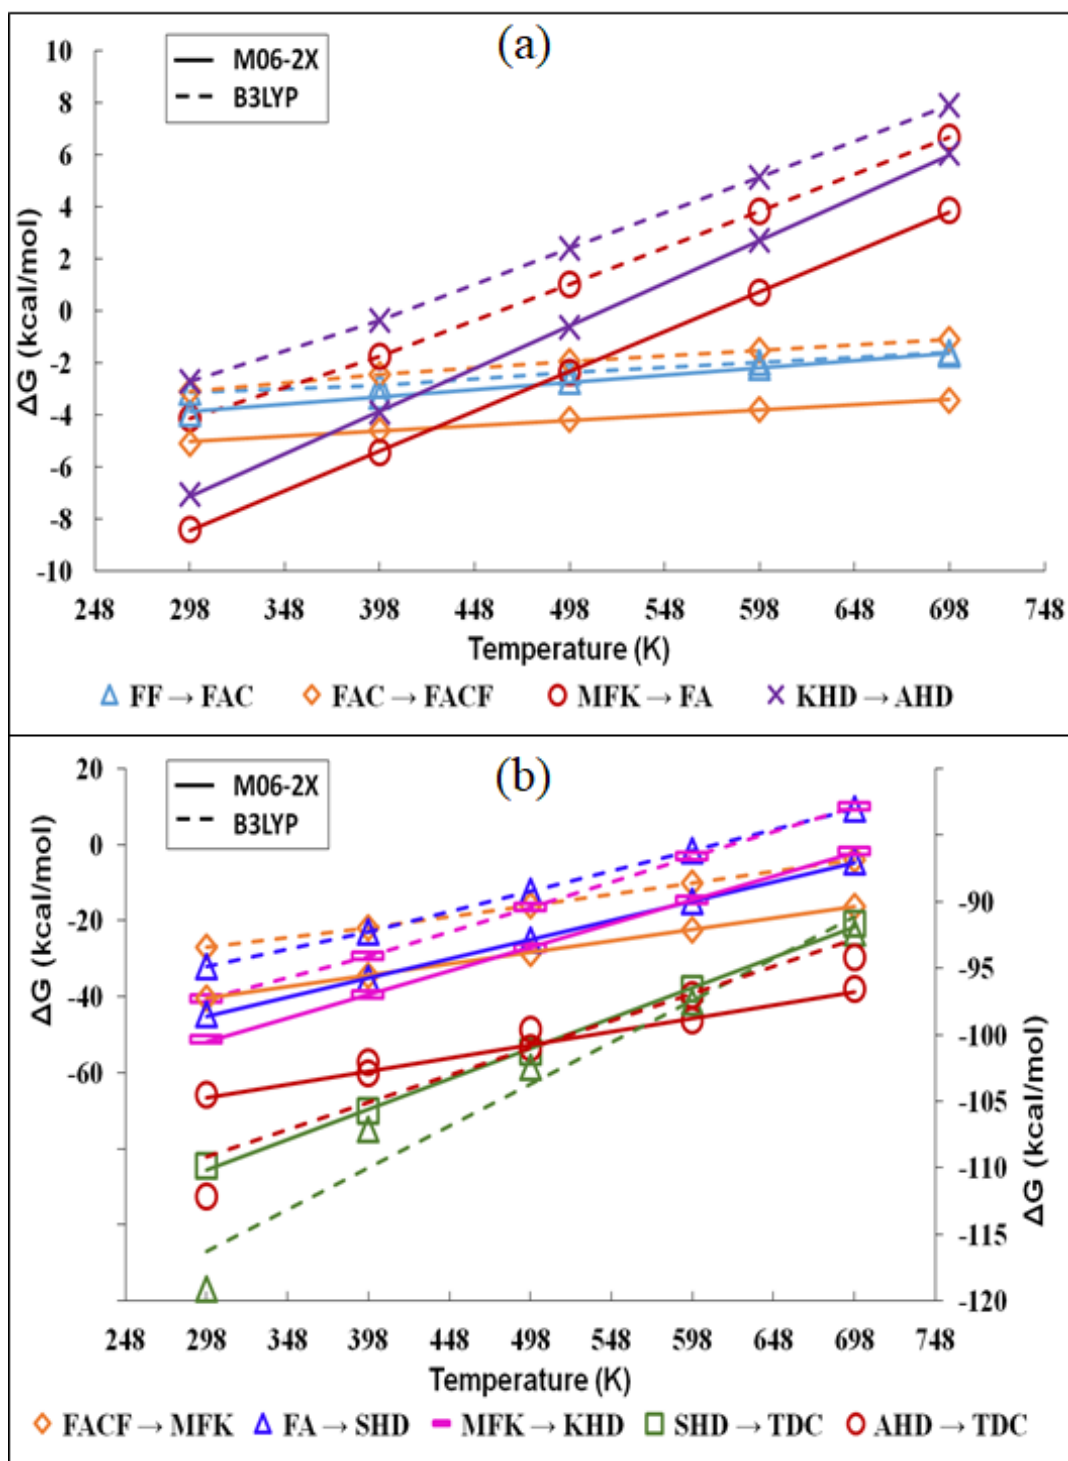 (a)
M06-2X
B3LYP
10
8
6
4
2
0
-2
-4
-6
-8
-10
ΔG (kcal/mol)
248 298 348 398 448 498 548 598 648 698 748
Temperature (K)
FF → FAC FAC → FACF MFK → FA KHD → AHD
(b)
M06-2X
B3LYP
20
0
-20
-40
-60
ΔG (kcal/mol)
-90
-95
-100
-105
-110
-115
-120
ΔG (kcal/mol)
248 298 348 398 448 498 548 598 648 698 748
Temperature (K)
FACF → MFK FA → SHD MFK → KHD SHD → TDC AHD → TDC